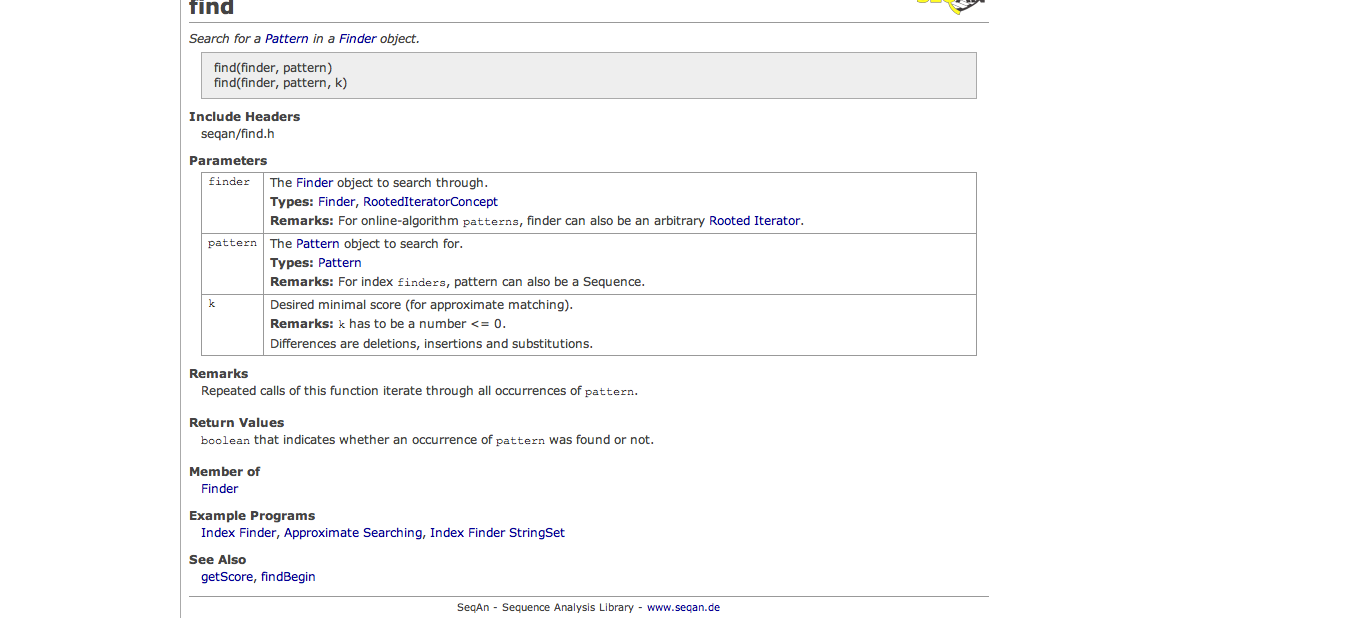 find
Search for a Pattern in a Finder object.
find(finder, pattern)
find(finder, pattern, k)
Include Headers
seqan/find.h
Parameters
finder
The Finder object to search through.
Types: Finder, RootedIteratorConcept
Remarks: For online-algorithm patterns, finder can also be an arbitrary Rooted Iterator.
pattern
The Pattern object to search for.
Types: Pattern
Remarks: For index finders, pattern can also be a Sequence.
k
Desired minimal score (for approximate matching).
Remarks: k has to be a number <= 0.
Differences are deletions, insertions and substitutions.
Remarks
Repeated calls of this function iterate through all occurrences of pattern.
Return Values
boolean that indicates whether an occurrence of pattern was found or not.
Member of
Finder
Example Programs
Index Finder, Approximate Searching, Index Finder StringSet
See Also
getScore, findBegin
SeqAn - Sequence Analysis Library - www.seqan.de